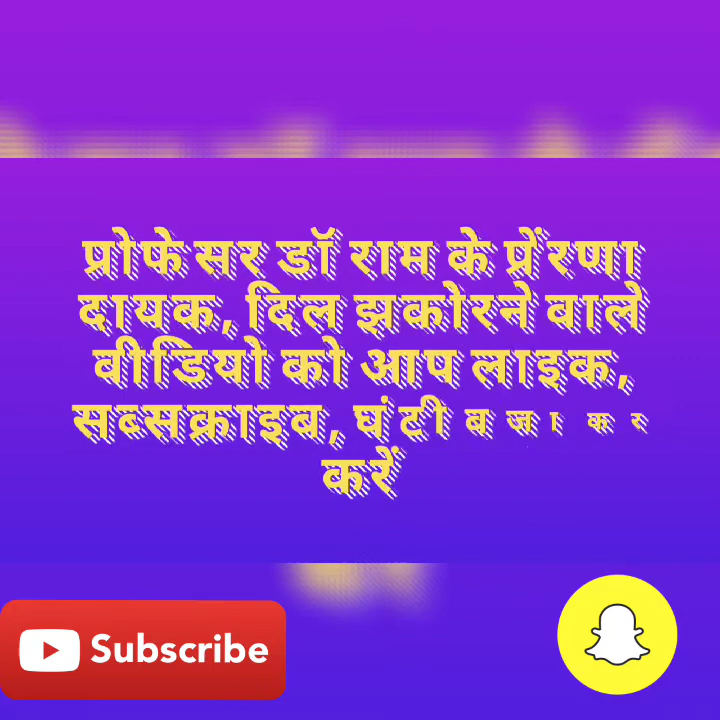 प्रोफेसर डॉ राम के प्रेंरणा
दायक, दिल झकोरने वाले
वीडियो को आप लाइक,
सब्सक्राइब, घंटी बजा कर
करें
Subscribe